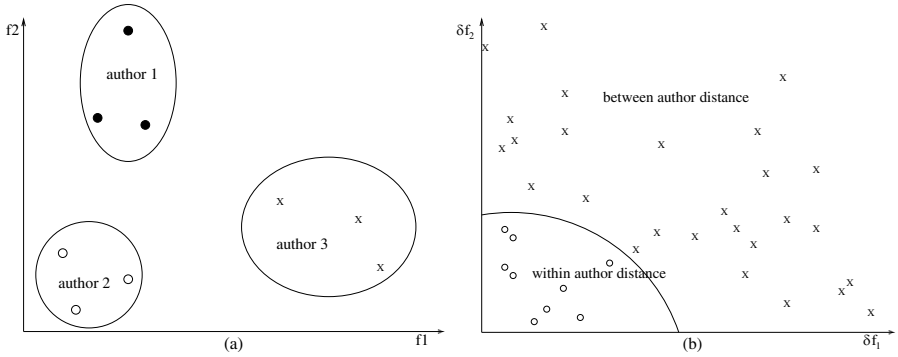 f2
author 1
author 2
author 3
f1
(a)
δf₂
between author distance
within author distance
δf₁
(b)